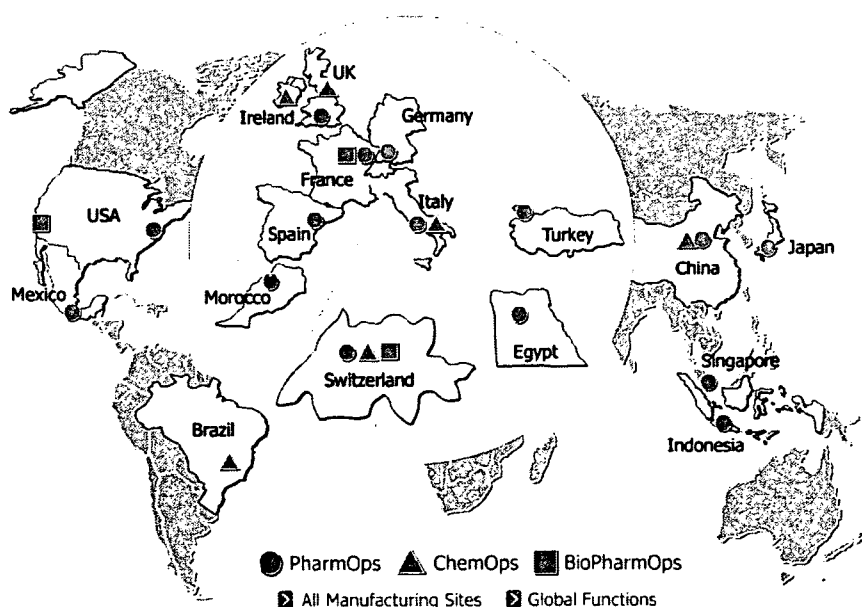 UK
Ireland
Germany
France
USA
Italy
Spain
Turkey
China
Japan
Mexico
Morocco
Egypt
Singapore
Switzerland
Brazil
Indonesia
PharmOps ChemOps BioPharmOps
All Manufacturing Sites Global Functions